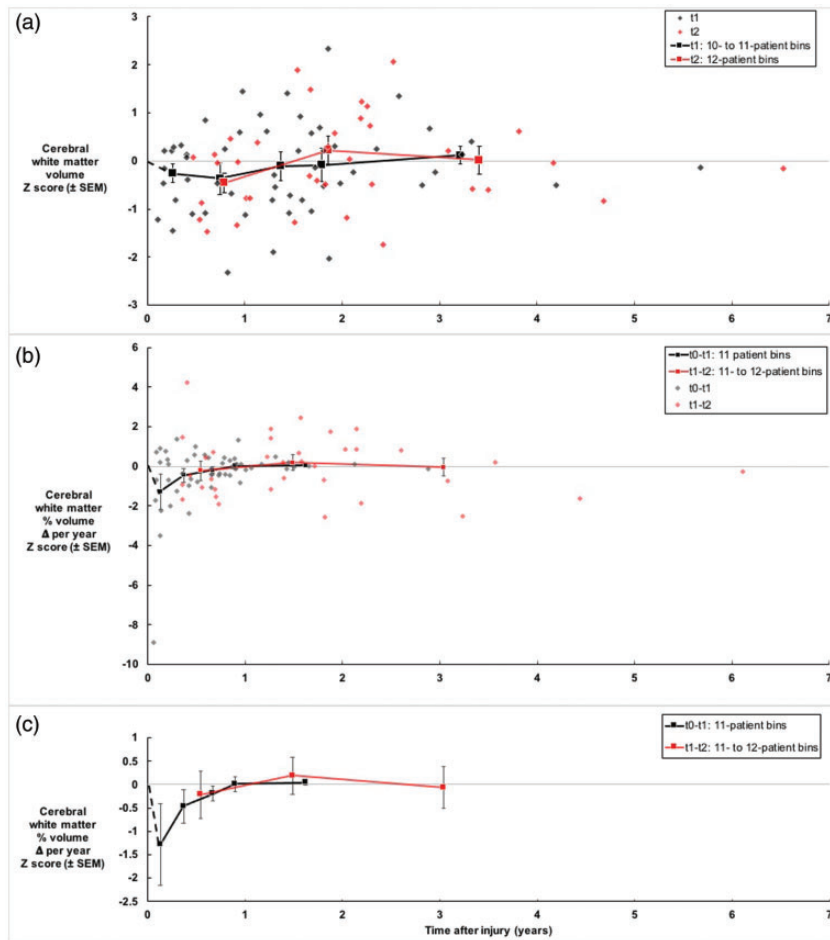 (a)
3
2
1
0
-1
-2
-3
0
1
2
3
4
5
6
7
Cerebral
white matter
volume
Z score (± SEM)
t1
t2
t1: 10- to 11-patient bins
t2: 12-patient bins
(b)
6
4
2
0
-2
-4
-6
-8
-10
0
1
2
3
4
5
6
7
Cerebral
white matter
% volume
Δ per year
Z score (± SEM)
t0-t1: 11 patient bins
t1-t2: 11- to 12-patient bins
t0-t1
t1-t2
(c)
1
0.5
0
-0.5
-1
-1.5
-2
-2.5
0
1
2
3
4
5
6
7
Cerebral
white matter
% volume
Δ per year
Z score (± SEM)
t0-t1: 11-patient bins
t1-t2: 11- to 12-patient bins
Time after injury (years)